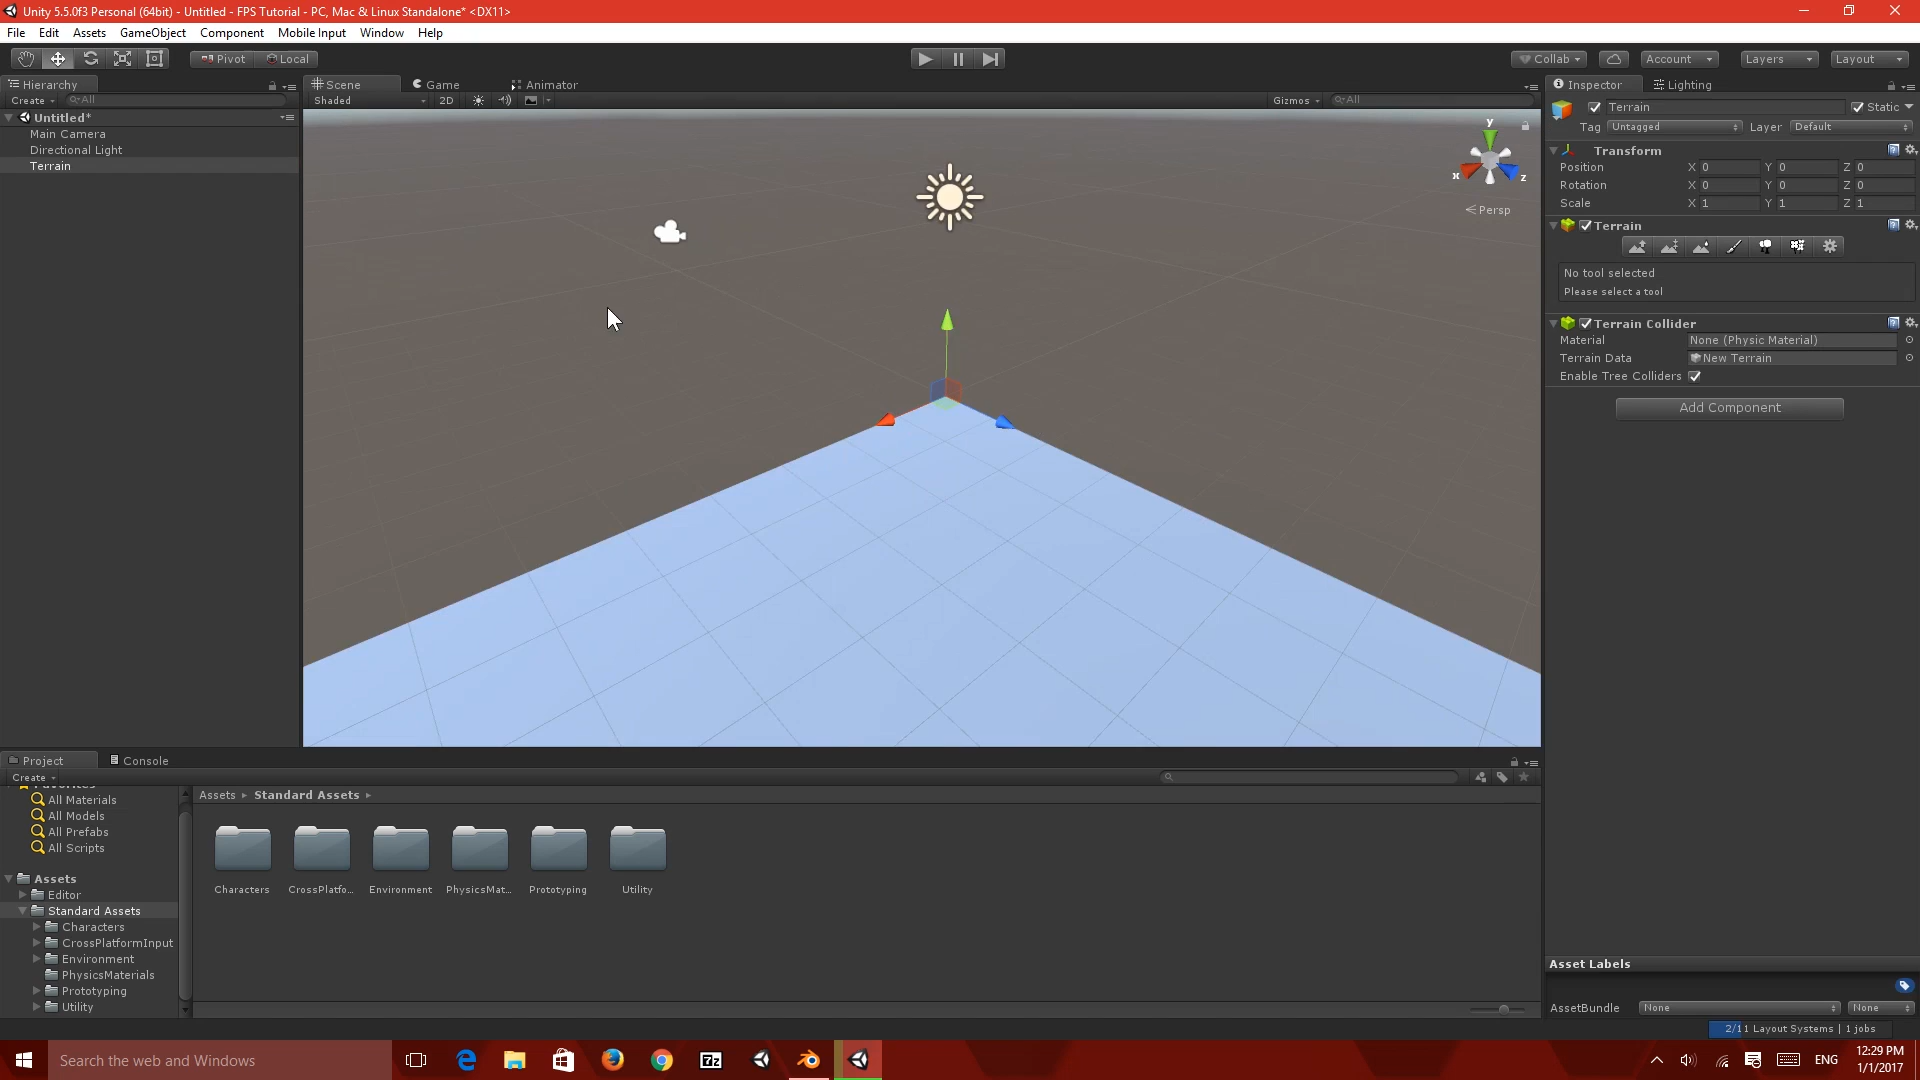 Unity 5.5.0f3 Personal (64bit) - Untitled - FPS Tutorial - PC, Mac & Linux Standalone* <DX11>
File Edit Assets GameObject Component Mobile Input Window Help
Pivot Local Collab Account Layers Layout
Hierarchy
Create All
Untitled*
Main Camera
Directional Light
Terrain
Scene Game Animator
Shaded 2D Gizmos All
y
x z
Persp
Inspector Lighting
Terrain Static
Tag Untagged Layer Default
Transform
Position X 0 Y 0 Z 0
Rotation X 0 Y 0 Z 0
Scale X 1 Y 1 Z 1
Terrain
No tool selected
Please select a tool
Terrain Collider
Material None (Physic Material)
Terrain Data New Terrain
Enable Tree Colliders
Add Component
Project Console
Create
Favorites
All Materials
All Models
All Prefabs
All Scripts
Assets
Editor
Standard Assets
Characters
CrossPlatformInput
Environment
PhysicsMaterials
Prototyping
Utility
Assets Standard Assets
Characters CrossPlatfo... Environment PhysicsMat... Prototyping Utility
Asset Labels
AssetBundle None None
2/11 Layout Systems | 1 jobs
Search the web and Windows
7z
ENG
12:29 PM
1/1/2017